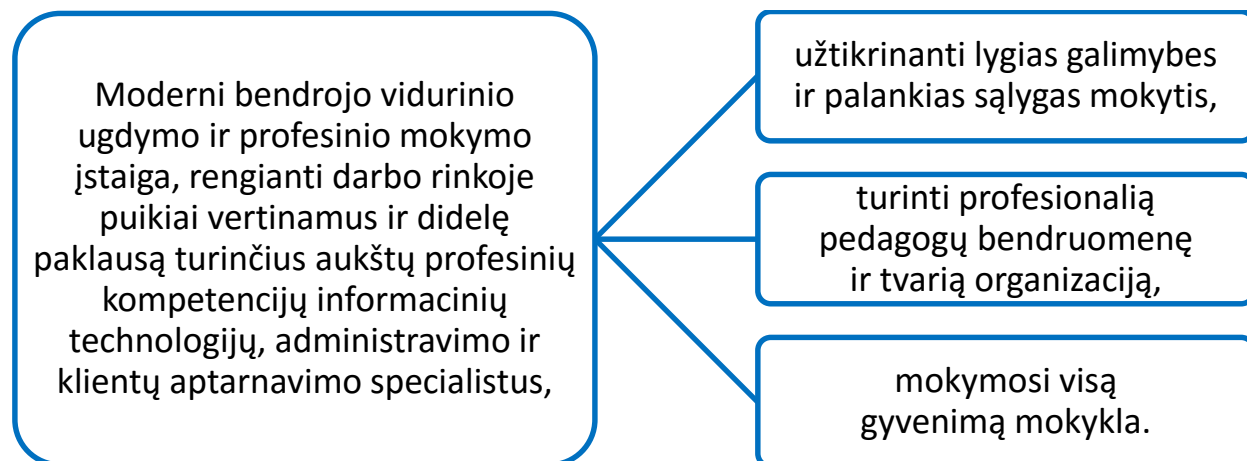 Moderni bendrojo vidurinio
ugdymo ir profesinio mokymo
įstaiga, rengianti darbo rinkoje
puikiai vertinamus ir didelę
paklausą turinčius aukštų profesinių
kompetencijų informacinių
technologijų, administravimo ir
klientų aptarnavimo specialistus,
užtikrinanti lygias galimybes
ir palankias sąlygas mokytis,
turinti profesionalią
pedagogų bendruomenę
ir tvarią organizaciją,
mokymosi visą
gyvenimą mokykla.